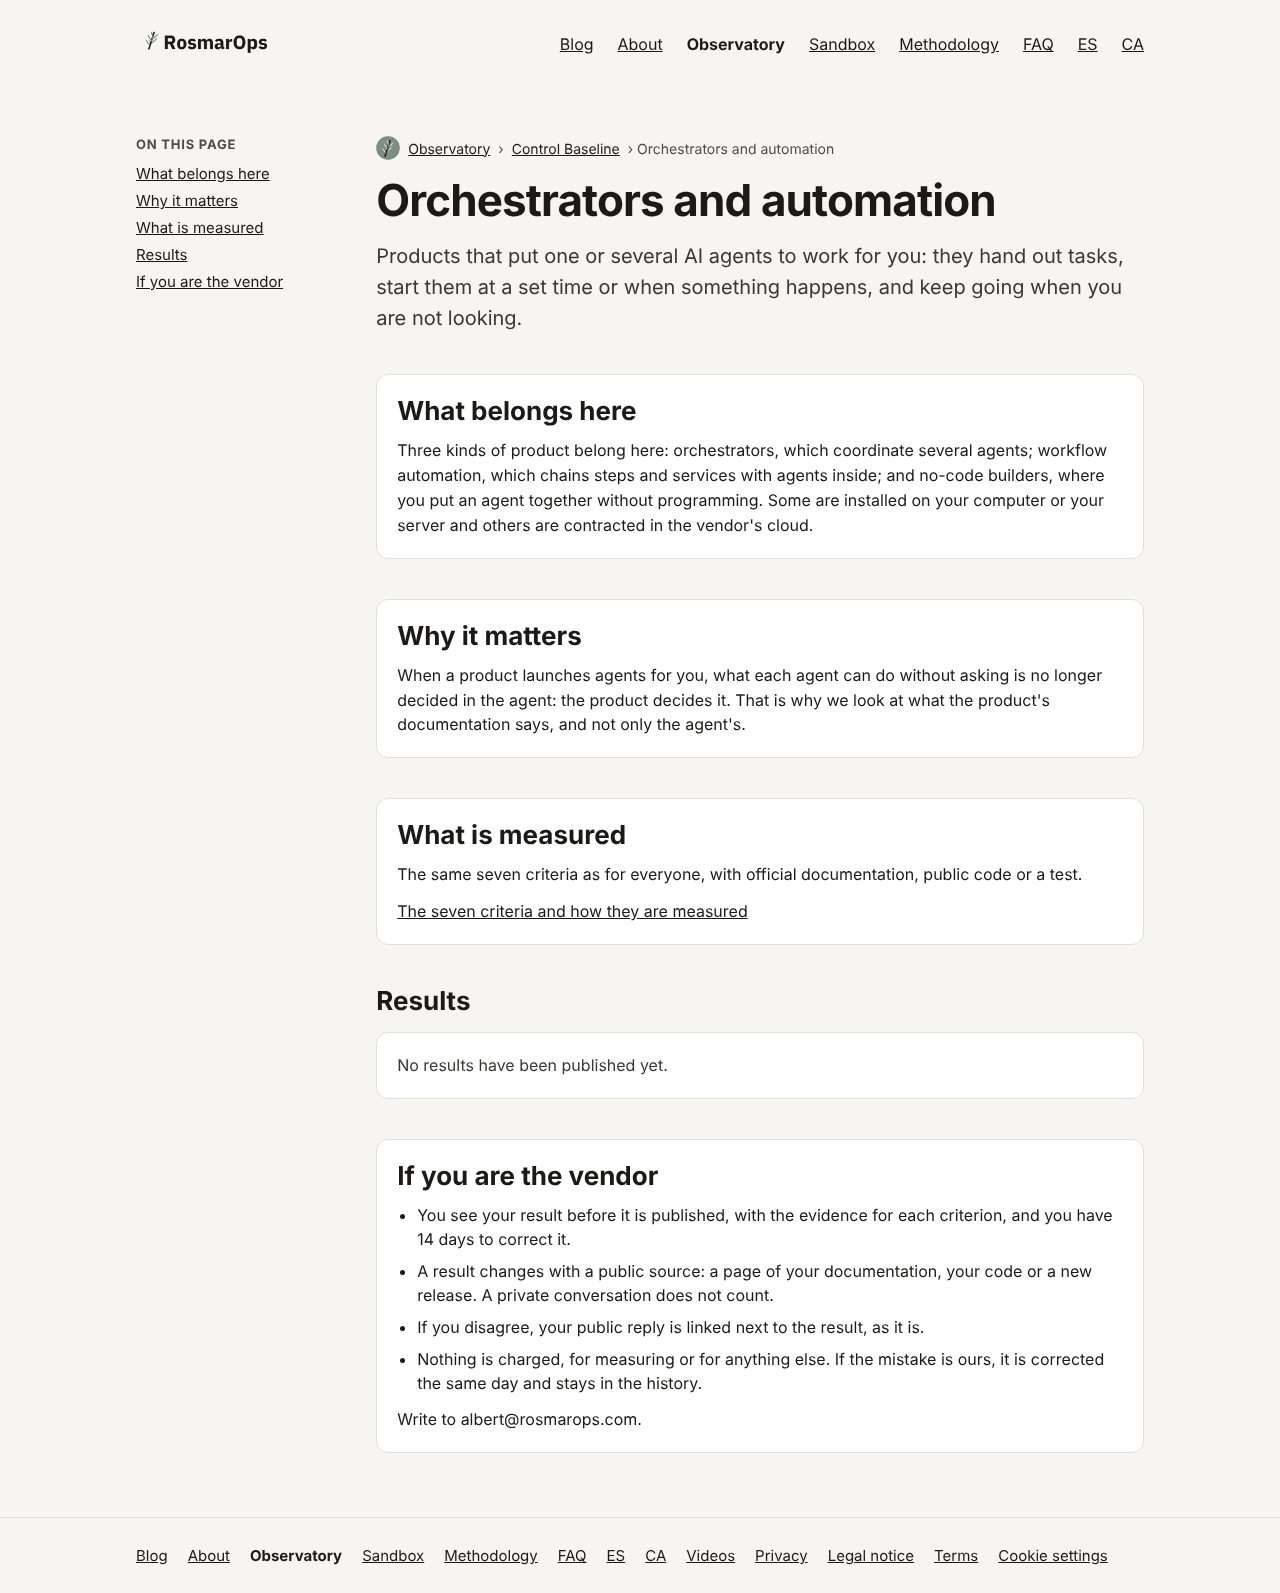 RosmarOps
Blog About Observatory Sandbox Methodology FAQ ES CA
ON THIS PAGE
What belongs here
Why it matters
What is measured
Results
If you are the vendor
Observatory › Control Baseline › Orchestrators and automation
Orchestrators and automation
Products that put one or several AI agents to work for you: they hand out tasks,
start them at a set time or when something happens, and keep going when you
are not looking.
What belongs here
Three kinds of product belong here: orchestrators, which coordinate several agents; workflow
automation, which chains steps and services with agents inside; and no-code builders, where
you put an agent together without programming. Some are installed on your computer or your
server and others are contracted in the vendor's cloud.
Why it matters
When a product launches agents for you, what each agent can do without asking is no longer
decided in the agent: the product decides it. That is why we look at what the product's
documentation says, and not only the agent's.
What is measured
The same seven criteria as for everyone, with official documentation, public code or a test.
The seven criteria and how they are measured
Results
No results have been published yet.
If you are the vendor
• You see your result before it is published, with the evidence for each criterion, and you have
14 days to correct it.
• A result changes with a public source: a page of your documentation, your code or a new
release. A private conversation does not count.
• If you disagree, your public reply is linked next to the result, as it is.
• Nothing is charged, for measuring or for anything else. If the mistake is ours, it is corrected
the same day and stays in the history.
Write to albert@rosmarops.com.
Blog About Observatory Sandbox Methodology FAQ ES CA Videos Privacy Legal notice Terms Cookie settings